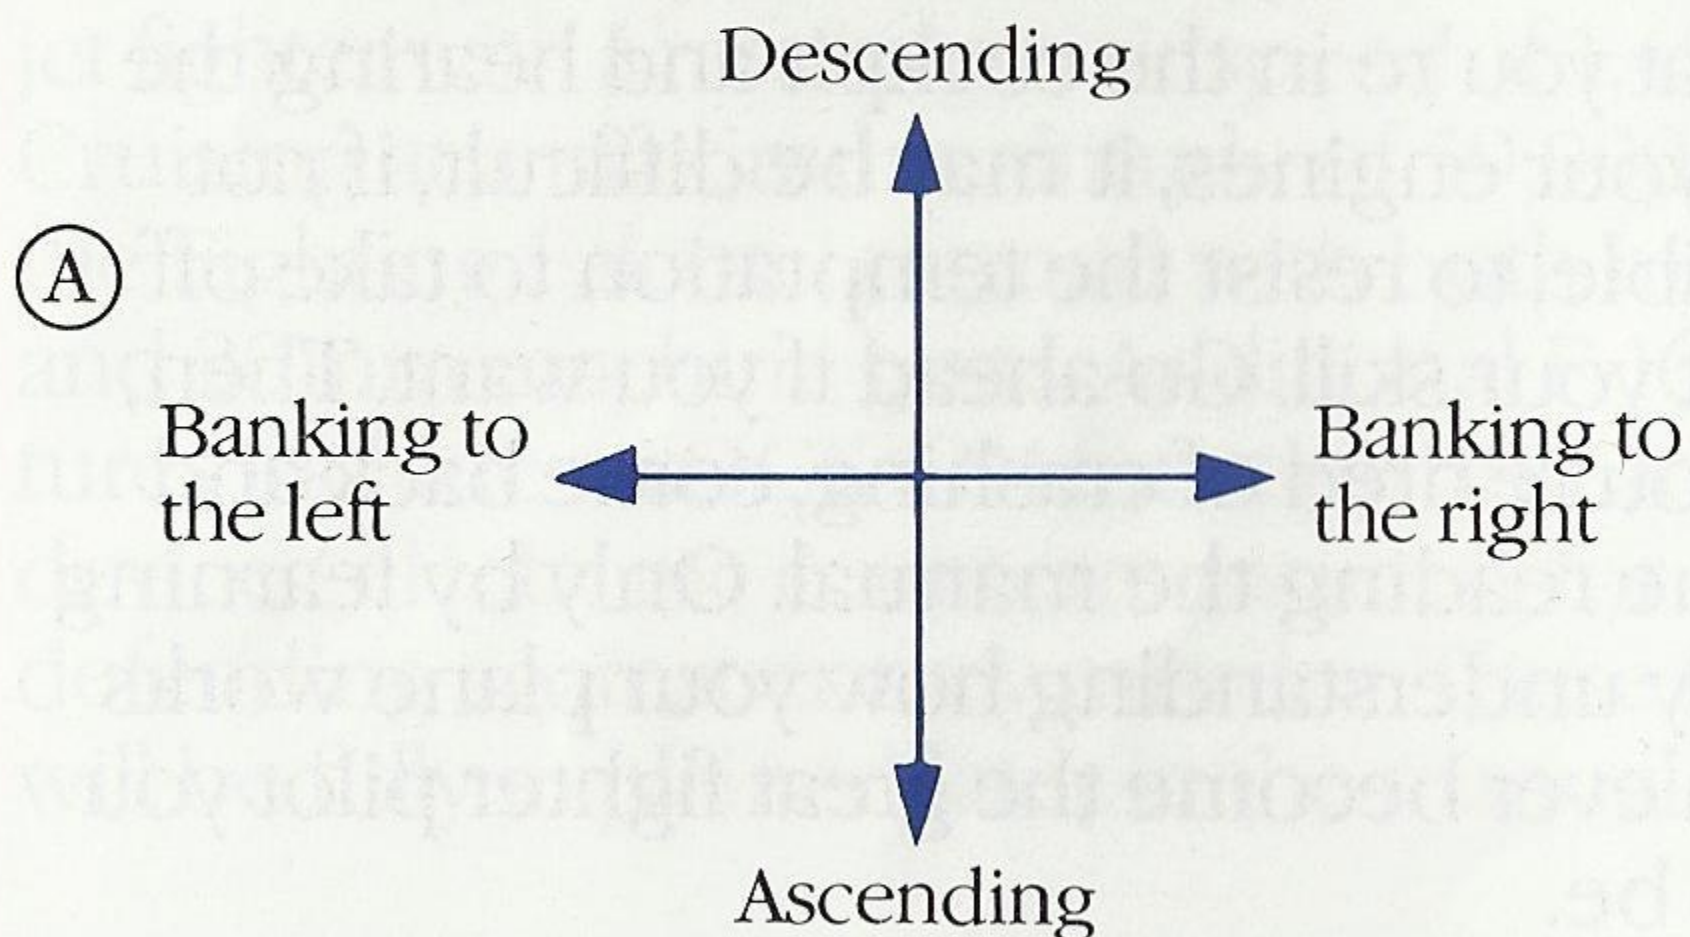 Descending
A
Banking to
the left
Banking to
the right
Ascending